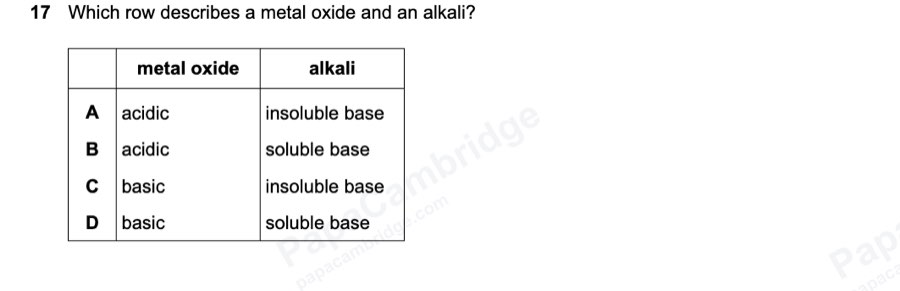 17 Which row describes a metal oxide and an alkali?
metal oxide alkali
A acidic insoluble base
B acidic soluble base
C basic insoluble base
D basic soluble base
PapaCambridge
papacambridge.com
Pap